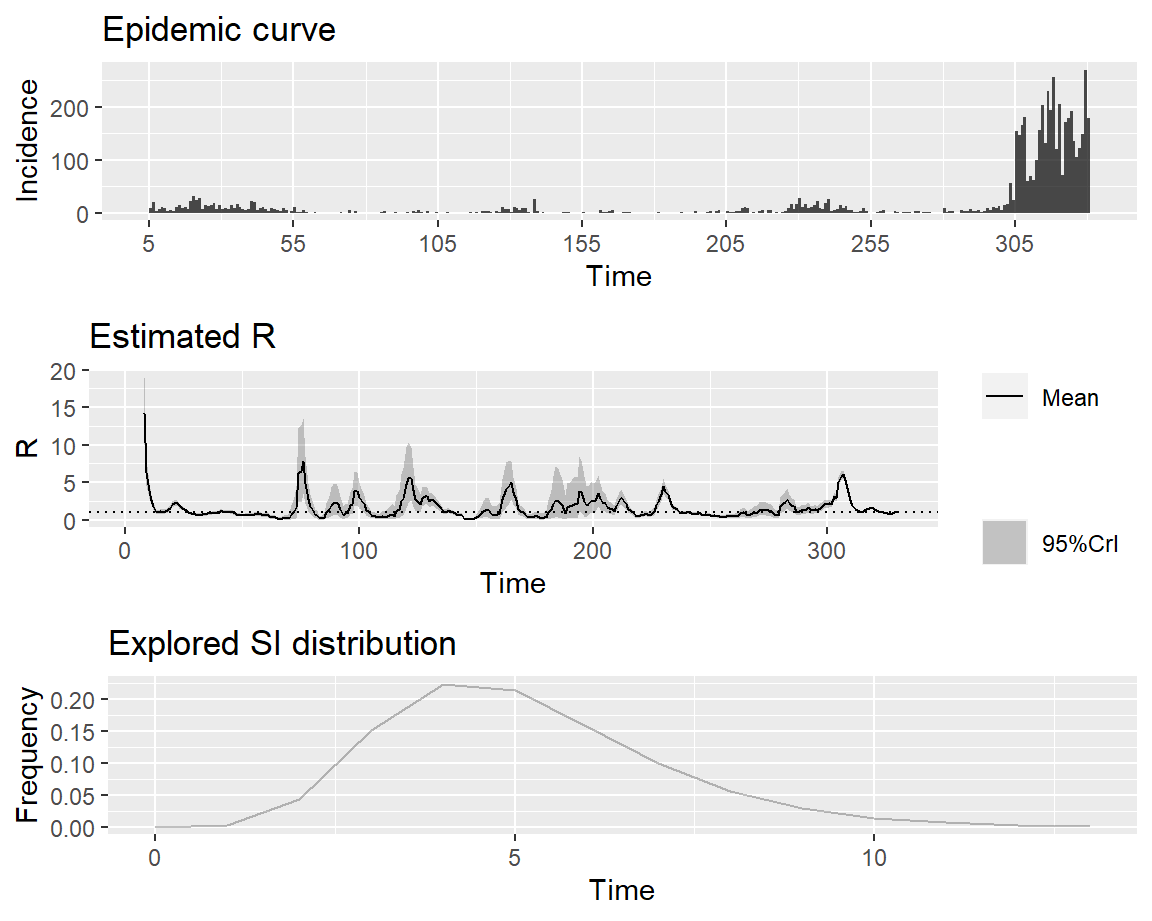 Epidemic curve
Incidence
200
100
0
5 55 105 155 205 255 305
Time
Estimated R
R
20
15
10
5
0
0 100 200 300
Time
Mean
95%CrI
Explored SI distribution
Frequency
0.20
0.15
0.10
0.05
0.00
0 5 10
Time